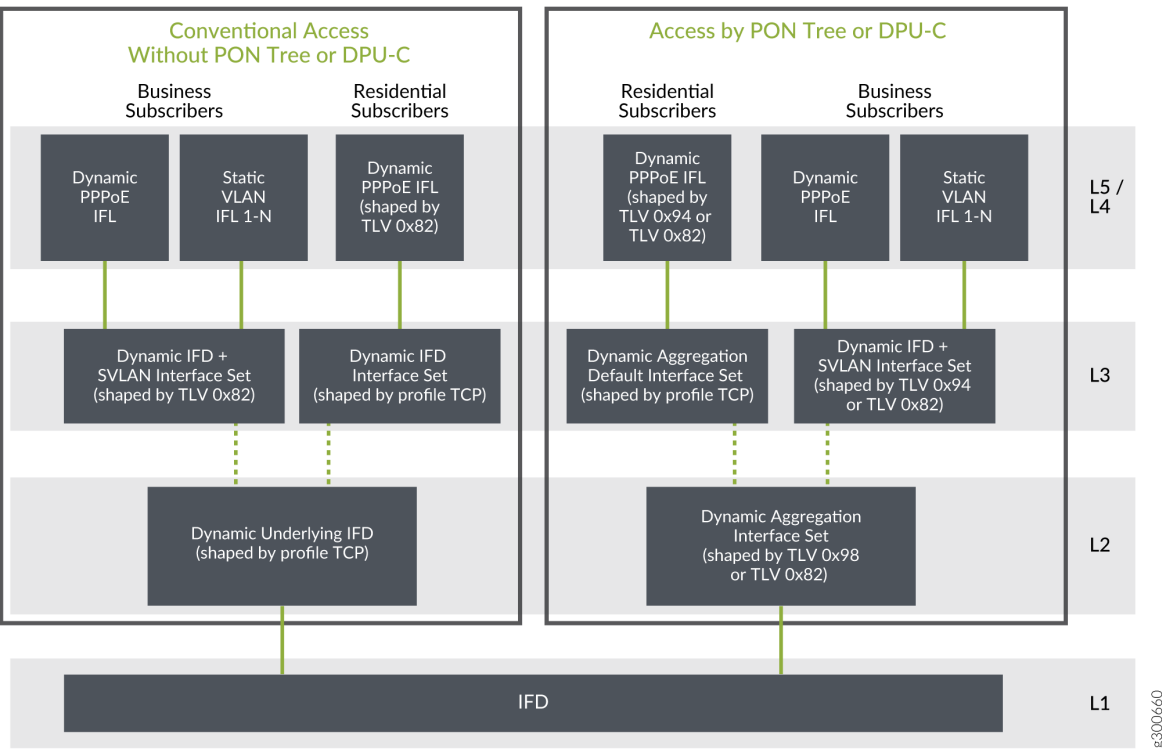 Conventional Access
Without PON Tree or DPU-C
Business
Subscribers
Residential
Subscribers
Dynamic
PPPoE
IFL
Static
VLAN
IFL 1-N
Dynamic
PPPoE IFL
(shaped by
TLV 0x82)
Dynamic IFD +
SVLAN Interface Set
(shaped by TLV 0x82)
Dynamic IFD
Interface Set
(shaped by profile TCP)
Dynamic Underlying IFD
(shaped by profile TCP)
Access by PON Tree or DPU-C
Residential
Subscribers
Business
Subscribers
Dynamic
PPPoE IFL
(shaped by
TLV 0x94 or
TLV 0x82)
Dynamic
PPPoE
IFL
Static
VLAN
IFL 1-N
Dynamic Aggregation
Default Interface Set
(shaped by profile TCP)
Dynamic IFD +
SVLAN Interface Set
(shaped by TLV 0x94
or TLV 0x82)
Dynamic Aggregation
Interface Set
(shaped by TLV 0x98
or TLV 0x82)
L5 /
L4
L3
L2
IFD
L1
g300660